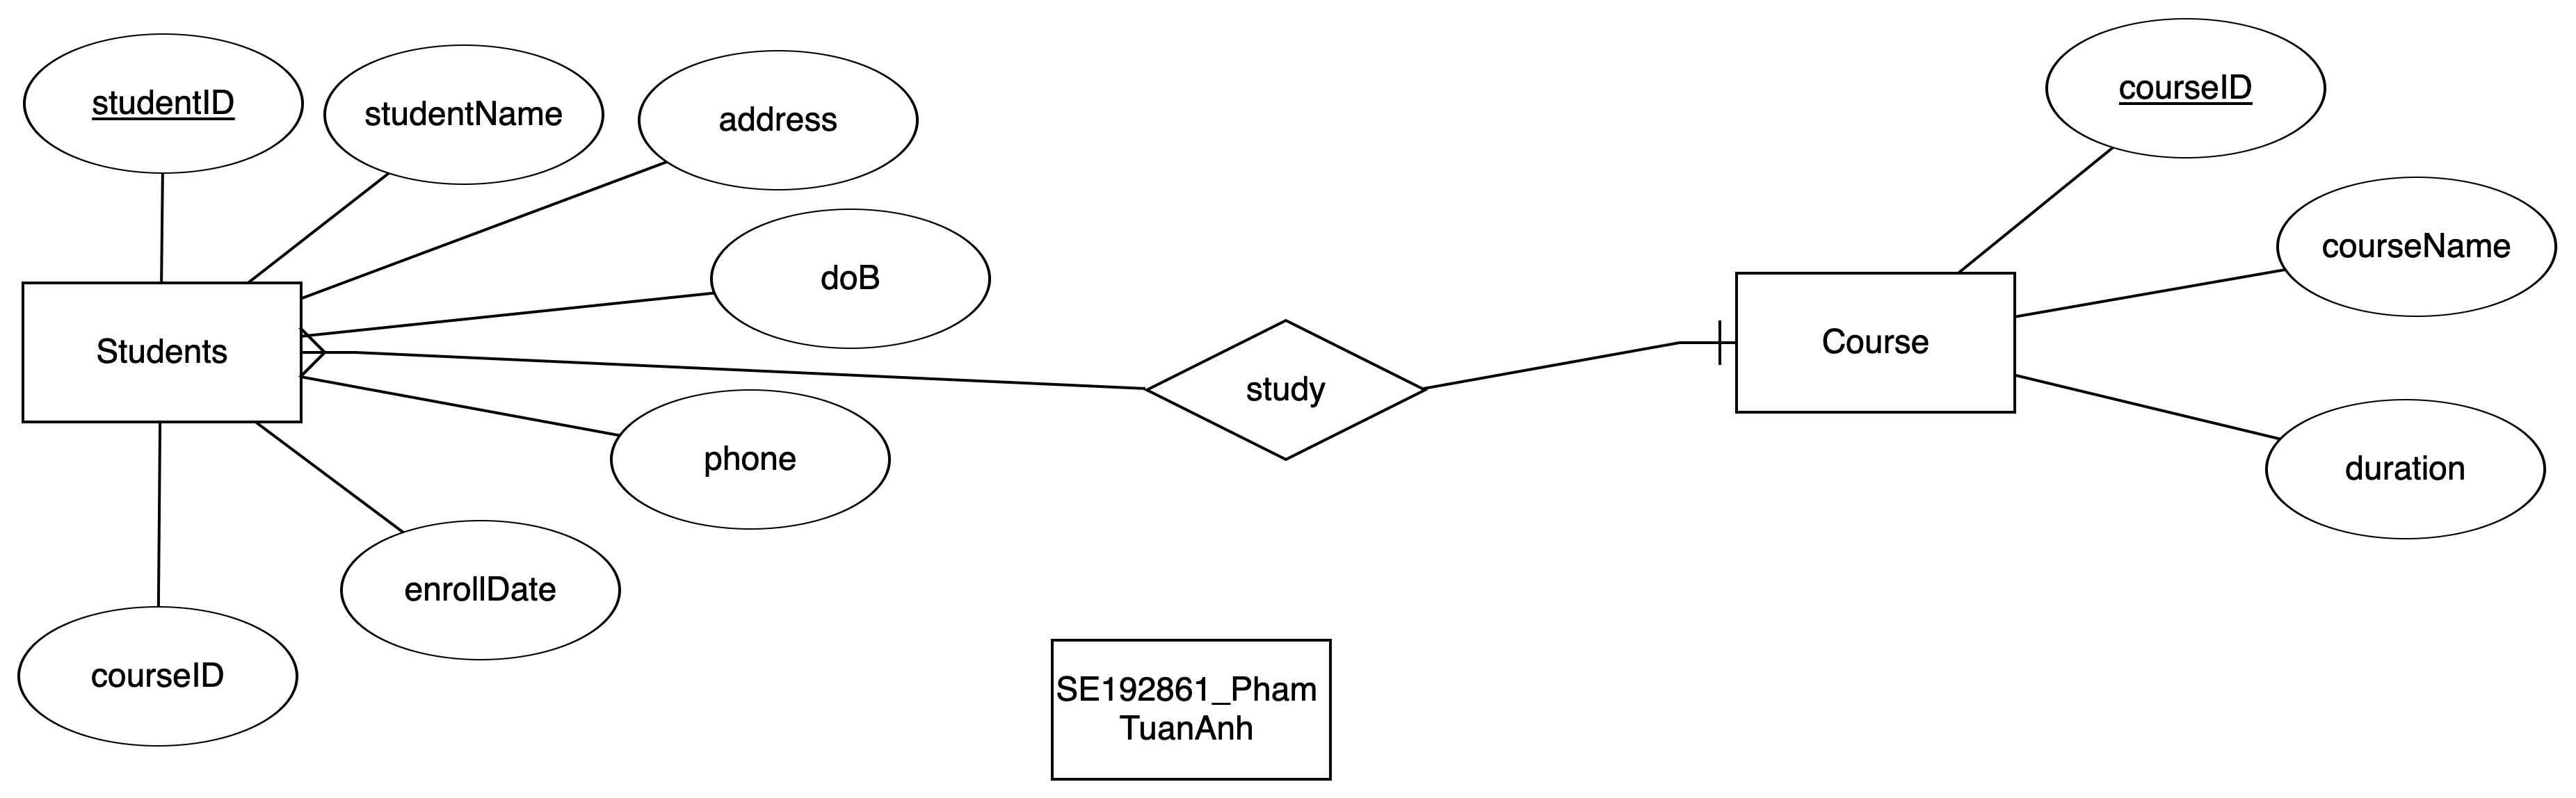 studentID
studentName
address
courseID
doB
courseName
Students
study
Course
phone
duration
enrollDate
courseID
SE192861_Pham
TuanAnh